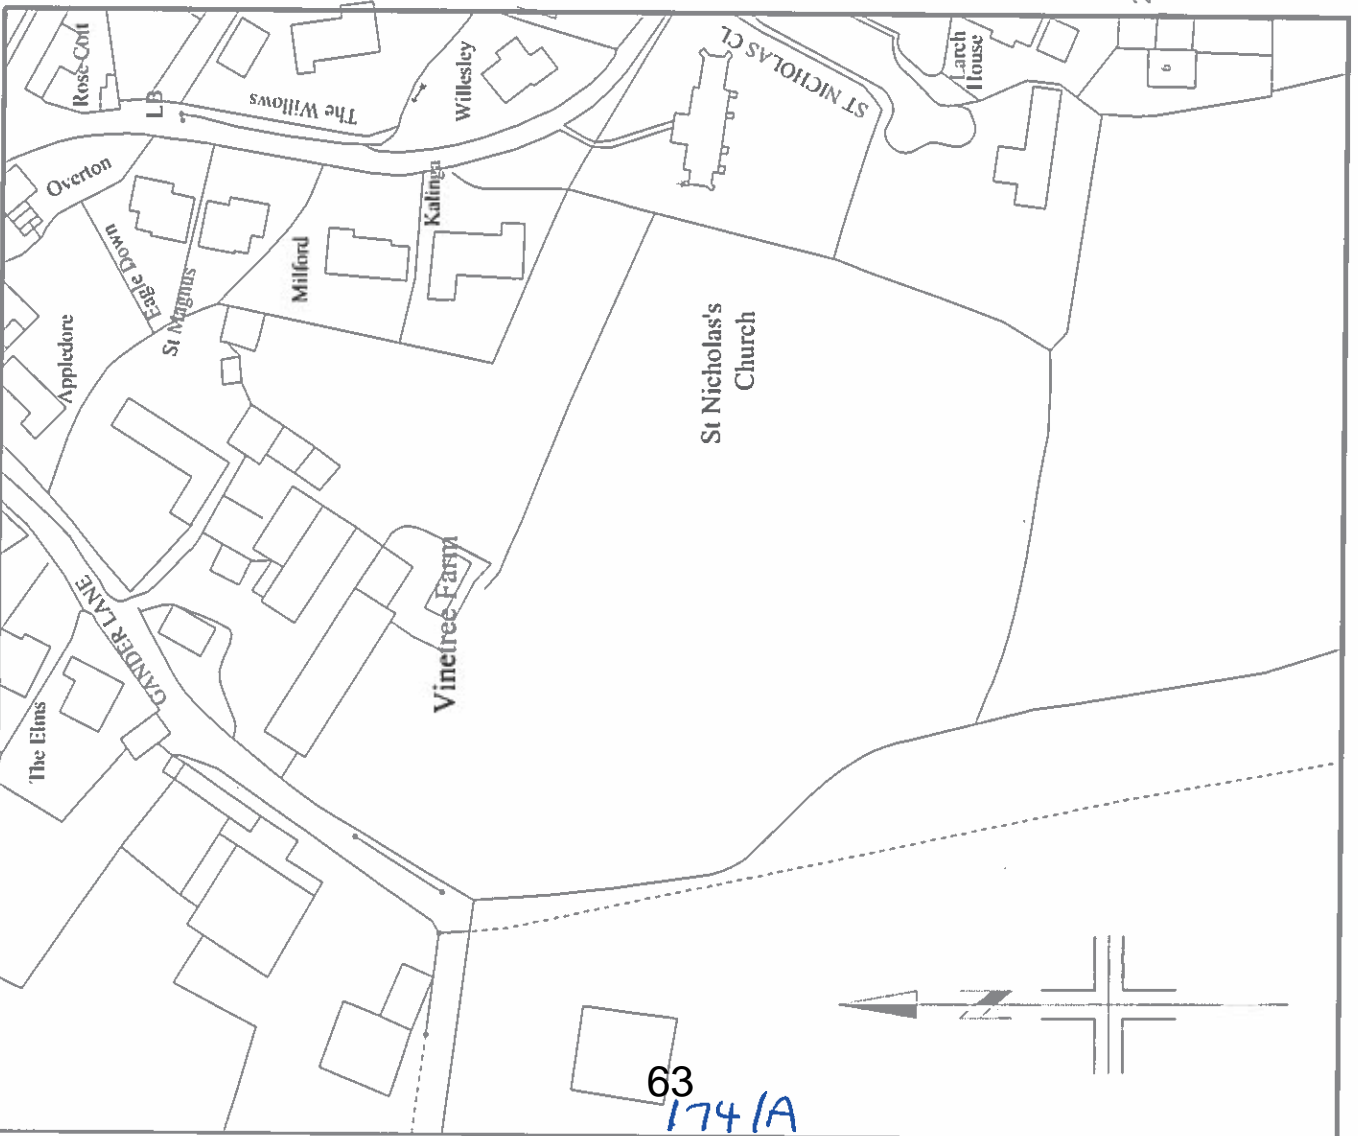 Rose Cott
LB
The Willows
Willesley
ST NICHOLAS CL
Larch
House
6
Overton
Eagle Down
St Magnus
Milford
Kalinga
Appledore
St Nicholas's
Church
Vinetree Farm
GANDER LANE
The Elms
63
174/A